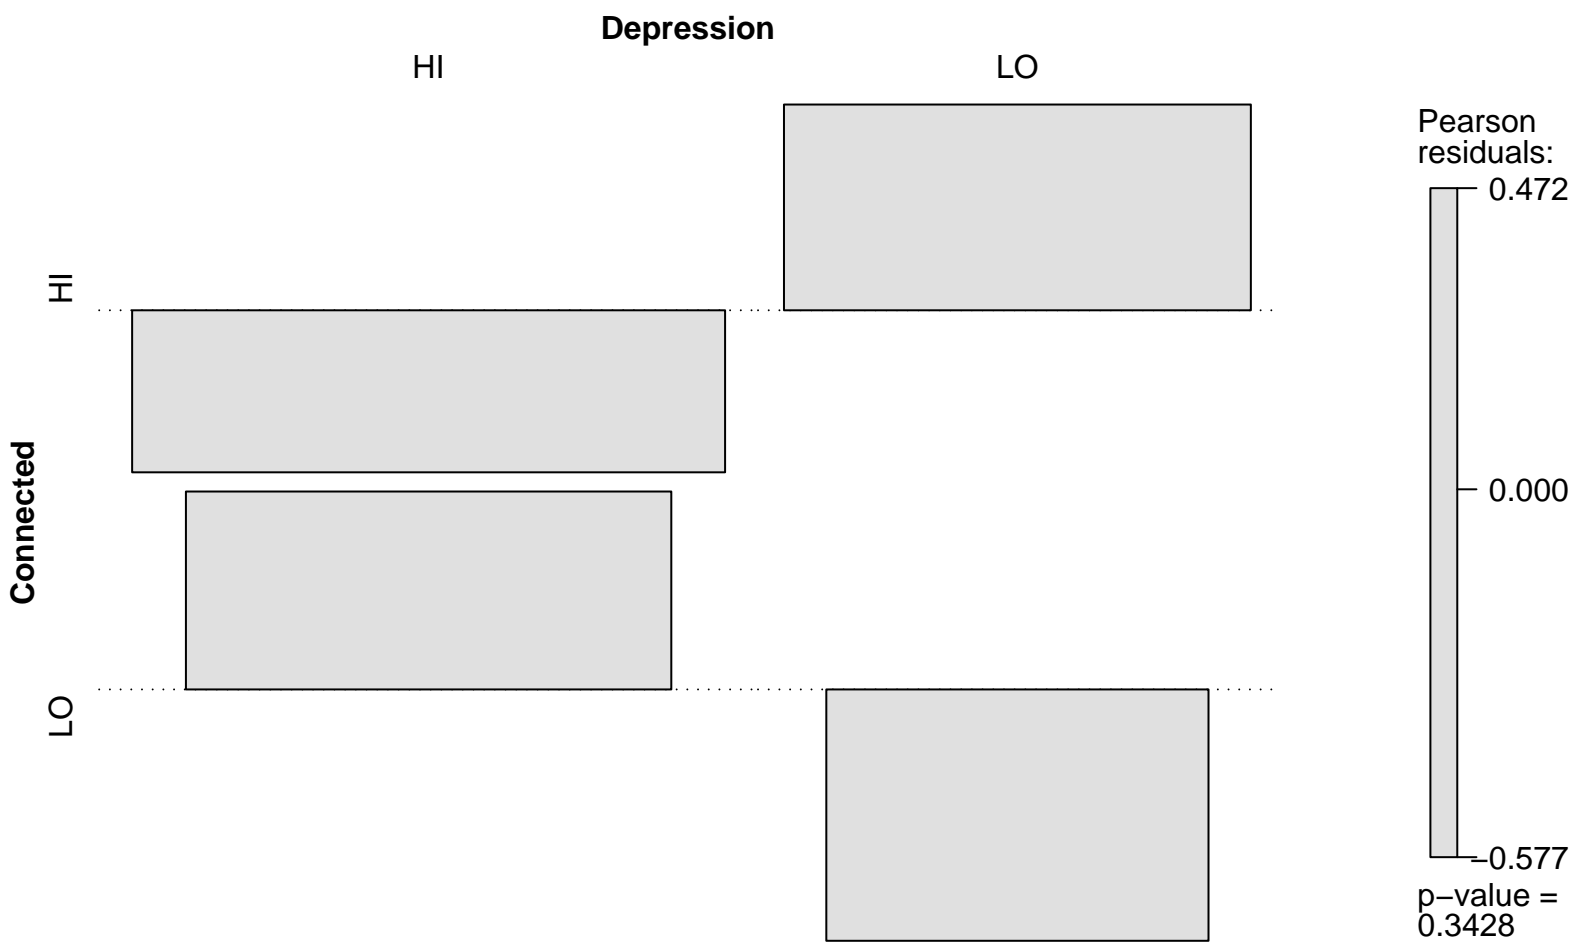 Depression
HI LO
HI
Connected
LO
Pearson
residuals:
0.472
0.000
−0.577
p−value =
0.3428